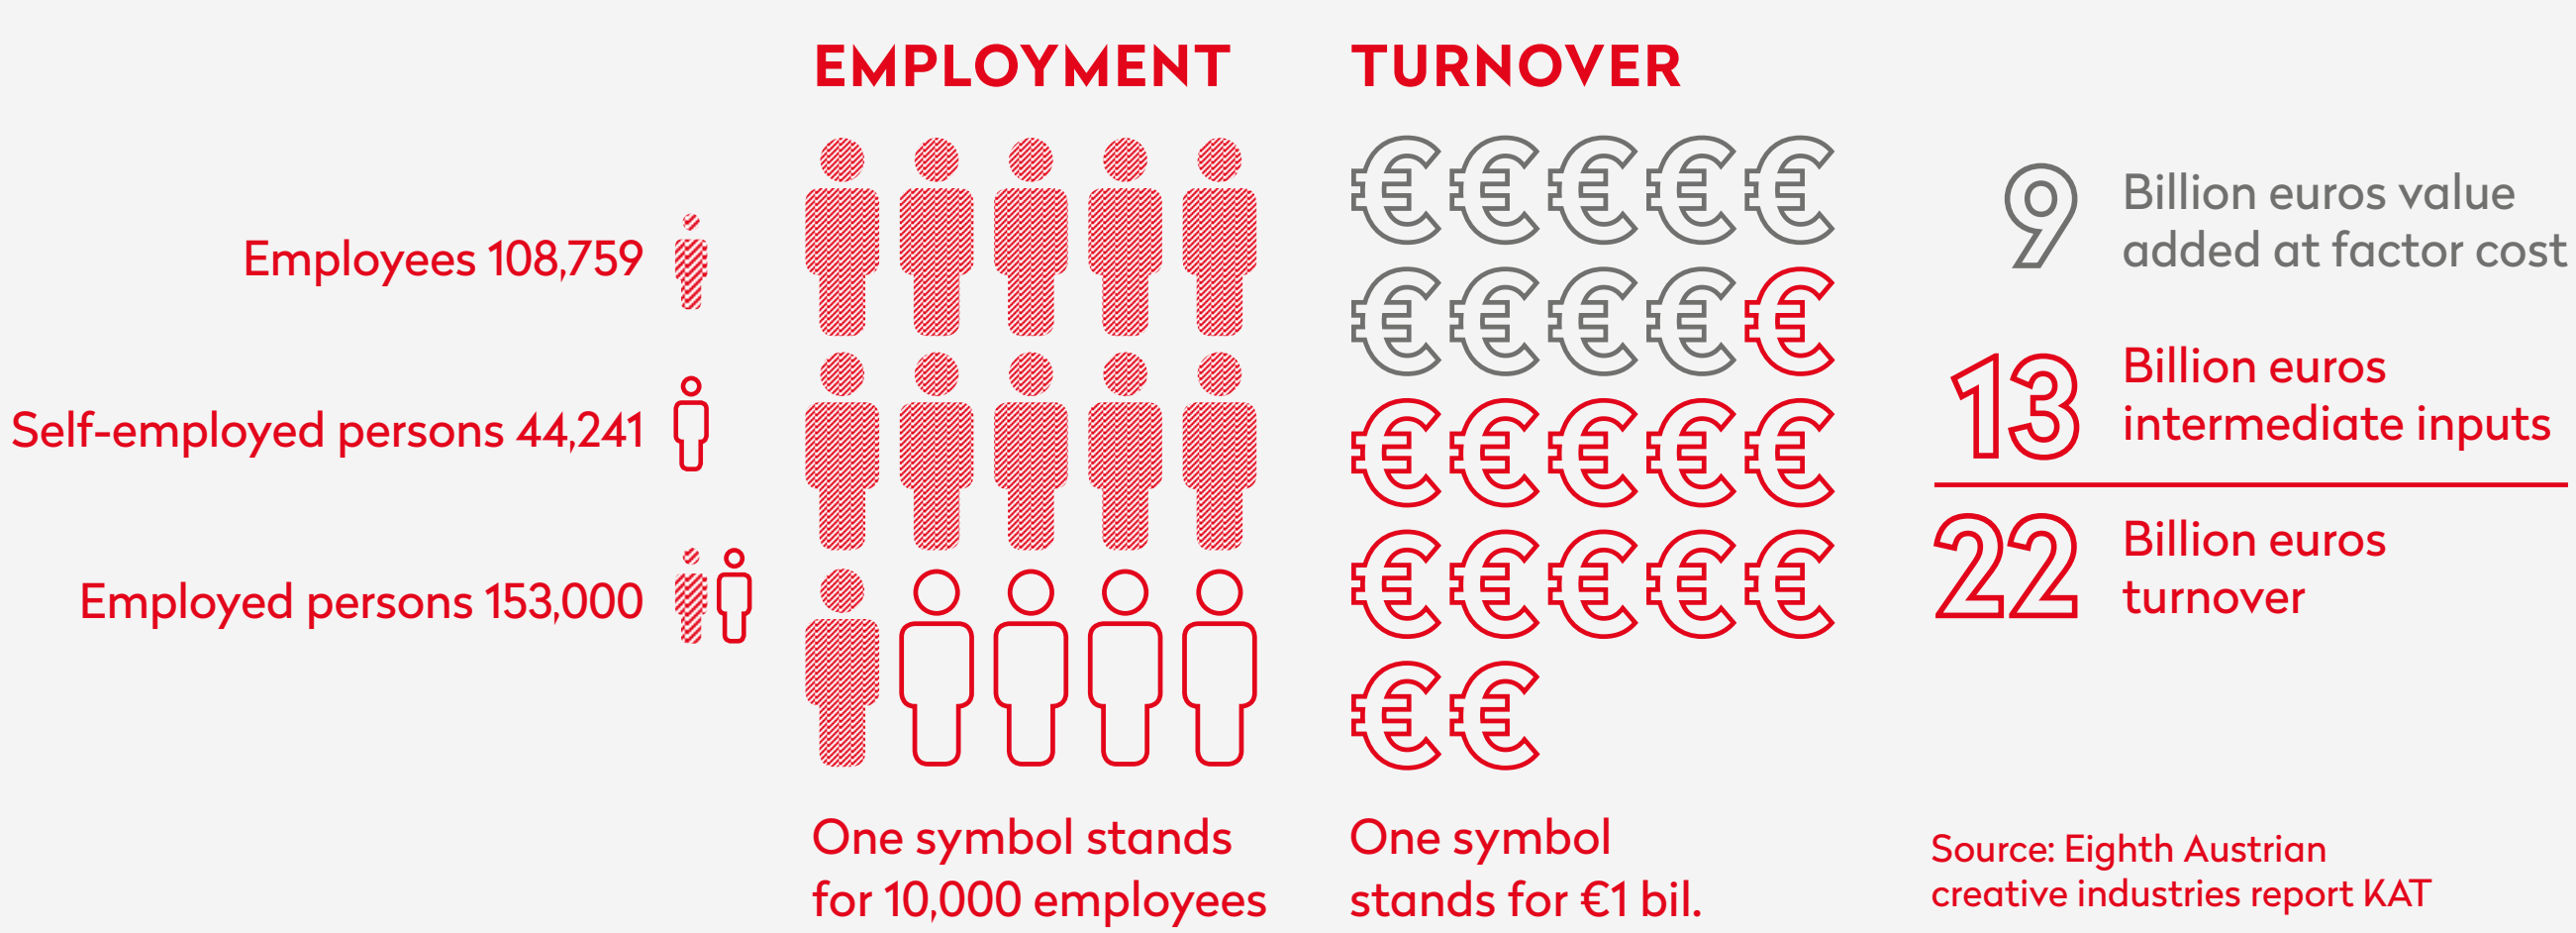 EMPLOYMENT
TURNOVER
Employees 108,759
Self-employed persons 44,241
Employed persons 153,000
One symbol stands
for 10,000 employees
€ € € € €
€ € € € €
€ € € € €
€ € € € €
€ €
One symbol
stands for €1 bil.
9 Billion euros value
added at factor cost
13 Billion euros
intermediate inputs
22 Billion euros
turnover
Source: Eighth Austrian
creative industries report KAT